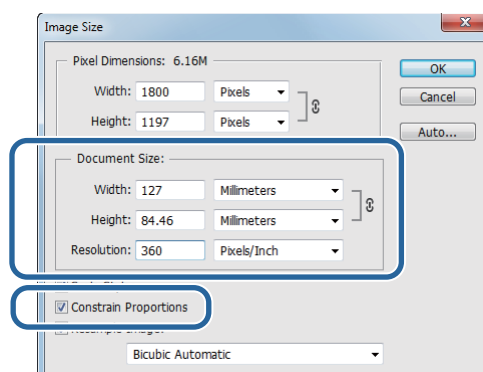 Image Size
Pixel Dimensions: 6.16M
Width: 1800 Pixels
Height: 1197 Pixels
OK
Cancel
Auto...
Document Size:
Width: 127 Millimeters
Height: 84.46 Millimeters
Resolution: 360 Pixels/Inch
Constrain Proportions
Bicubic Automatic